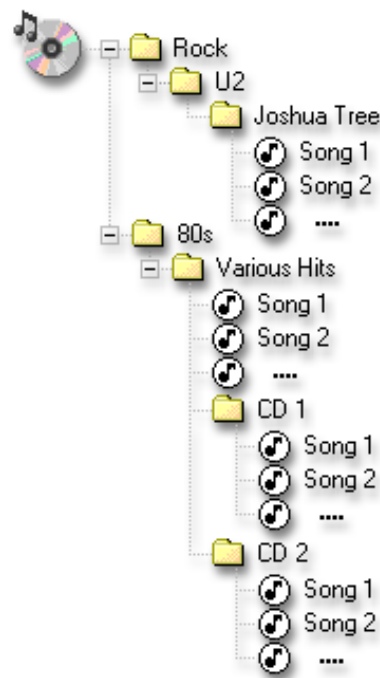 Rock
U2
Joshua Tree
Song 1
Song 2
....
80s
Various Hits
Song 1
Song 2
....
CD 1
Song 1
Song 2
....
CD 2
Song 1
Song 2
....